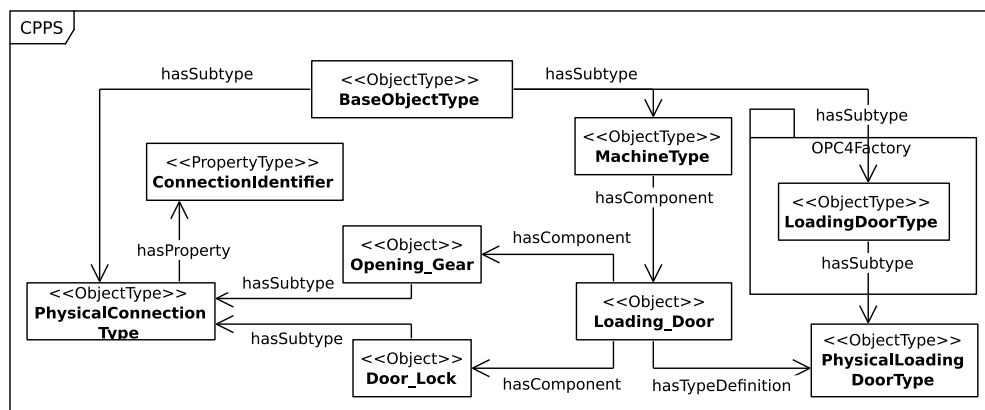 CPPS
hasSubtype
<<ObjectType>>
BaseObjectType
hasSubtype
hasSubtype
<<ObjectType>>
MachineType
OPC4Factory
<<PropertyType>>
ConnectionIdentifier
hasComponent
<<ObjectType>>
LoadingDoorType
hasProperty
<<Object>>
Opening_Gear
hasComponent
hasSubtype
hasSubtype
<<ObjectType>>
PhysicalConnection
Type
<<Object>>
Loading_Door
hasSubtype
<<Object>>
Door_Lock
hasComponent
hasTypeDefinition
<<ObjectType>>
PhysicalLoading
DoorType